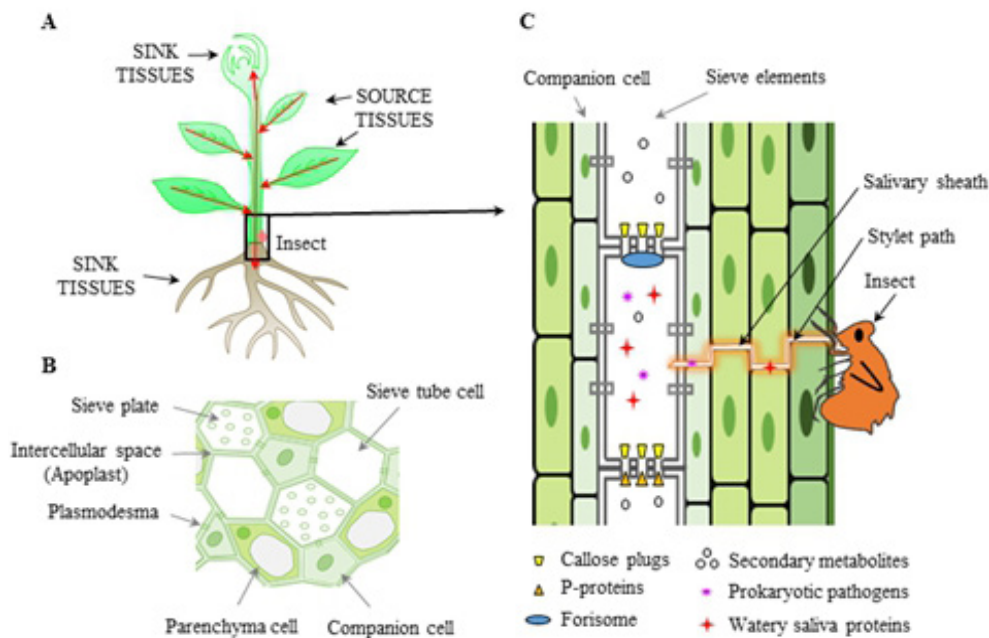 A
SINK
TISSUES
SOURCE
TISSUES
Insect
SINK
TISSUES
B
Sieve plate
Sieve tube cell
Intercellular space
(Apoplast)
Plasmodesma
Parenchyma cell
Companion cell
C
Companion cell
Sieve elements
Salivary sheath
Stylet path
Insect
Callose plugs
P-proteins
Forisome
Secondary metabolites
Prokaryotic pathogens
Watery saliva proteins